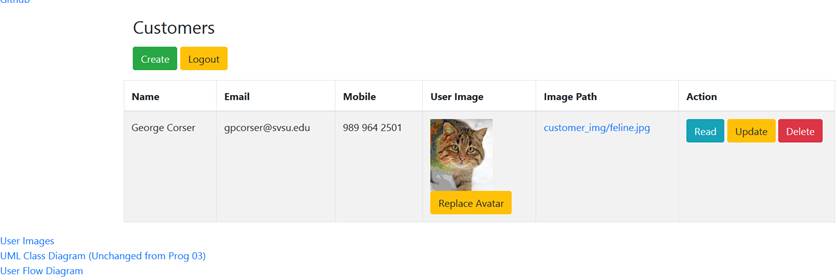 Github
Customers
Create Logout
Name Email Mobile User Image Image Path Action
George Corser gpcorser@svsu.edu 989 964 2501 customer_img/feline.jpg Read Update Delete
Replace Avatar
User Images
UML Class Diagram (Unchanged from Prog 03)
User Flow Diagram